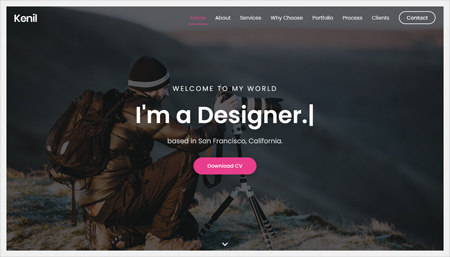 Kenil
Home About Services Why Choose Portfolio Process Clients Contact
WELCOME TO MY WORLD
I'm a Designer.|
based in San Francisco, California.
Download CV